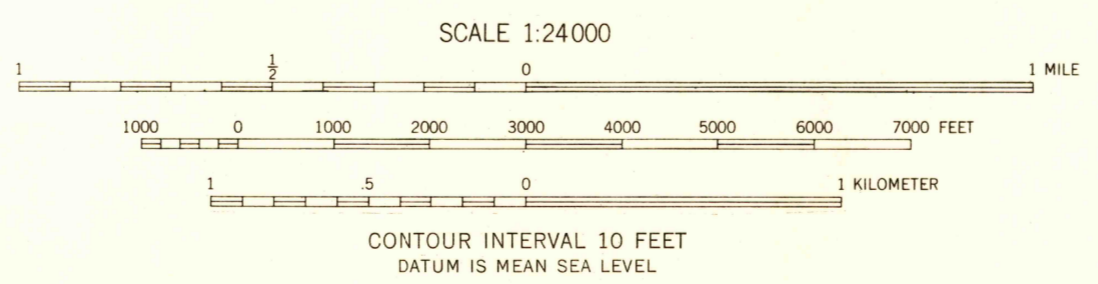 SCALE 1:24000
1 1/2 0 1 MILE
1000 0 1000 2000 3000 4000 5000 6000 7000 FEET
1 .5 0 1 KILOMETER
CONTOUR INTERVAL 10 FEET
DATUM IS MEAN SEA LEVEL